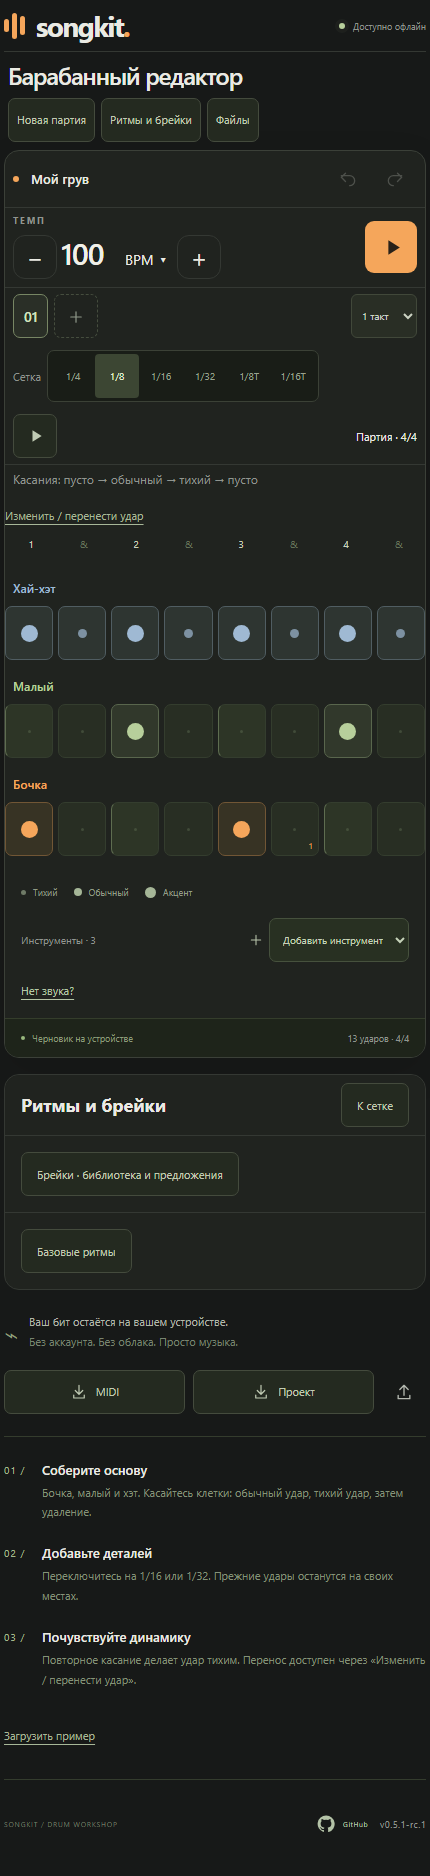 songkit.
Доступно офлайн
Барабанный редактор
Новая партия
Ритмы и брейки
Файлы
Мой грув
ТЕМП
− 100 BPM ▾ +
01 +
1 такт
Сетка 1/4 1/8 1/16 1/32 1/8T 1/16T
Партия · 4/4
Касания: пусто → обычный → тихий → пусто
Изменить / перенести удар
1 & 2 & 3 & 4 &
Хай-хэт
Малый
Бочка
1
Тихий Обычный Акцент
Инструменты · 3
+ Добавить инструмент
Нет звука?
Черновик на устройстве
13 ударов · 4/4
Ритмы и брейки
К сетке
Брейки · библиотека и предложения
Базовые ритмы
Ваш бит остаётся на вашем устройстве.
Без аккаунта. Без облака. Просто музыка.
MIDI
Проект
01 / Соберите основу
Бочка, малый и хэт. Касайтесь клетки: обычный удар, тихий удар, затем
удаление.
02 / Добавьте деталей
Переключитесь на 1/16 или 1/32. Прежние удары останутся на своих
местах.
03 / Почувствуйте динамику
Повторное касание делает удар тихим. Перенос доступен через «Изменить
/ перенести удар».
Загрузить пример
SONGKIT / DRUM WORKSHOP
GitHub
v0.5.1-rc.1